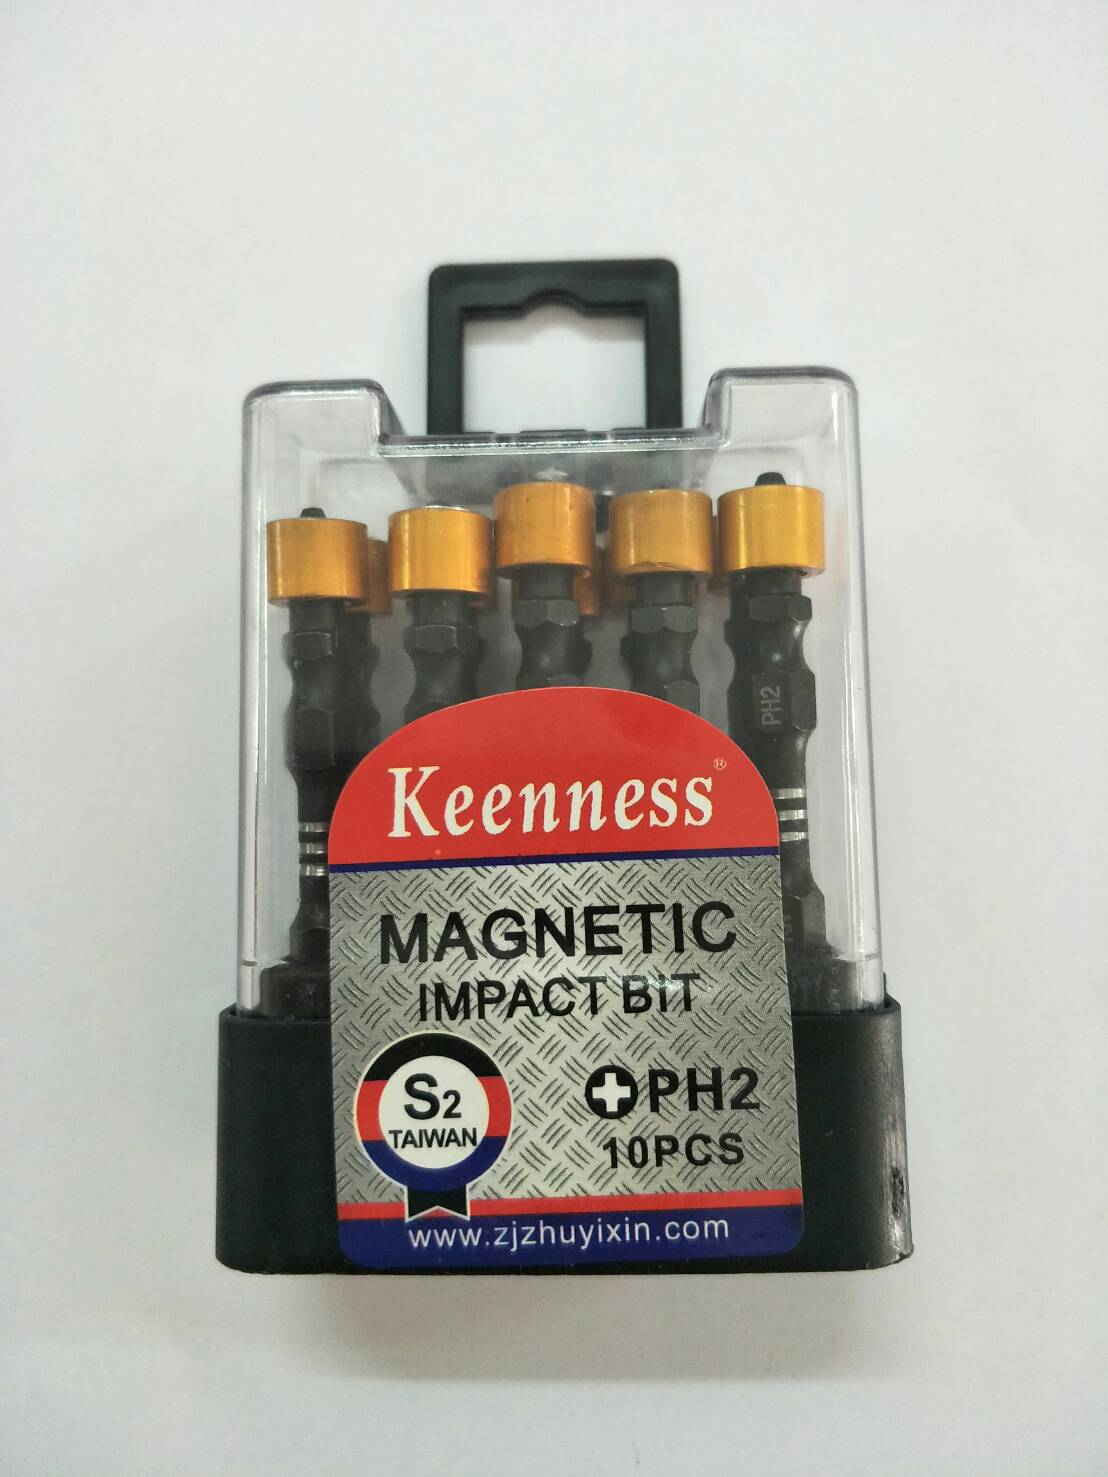 PH2
Keenness®
MAGNETIC
IMPACT BIT
S2
TAIWAN
PH2
10PCS
www.zjzhuyixin.com